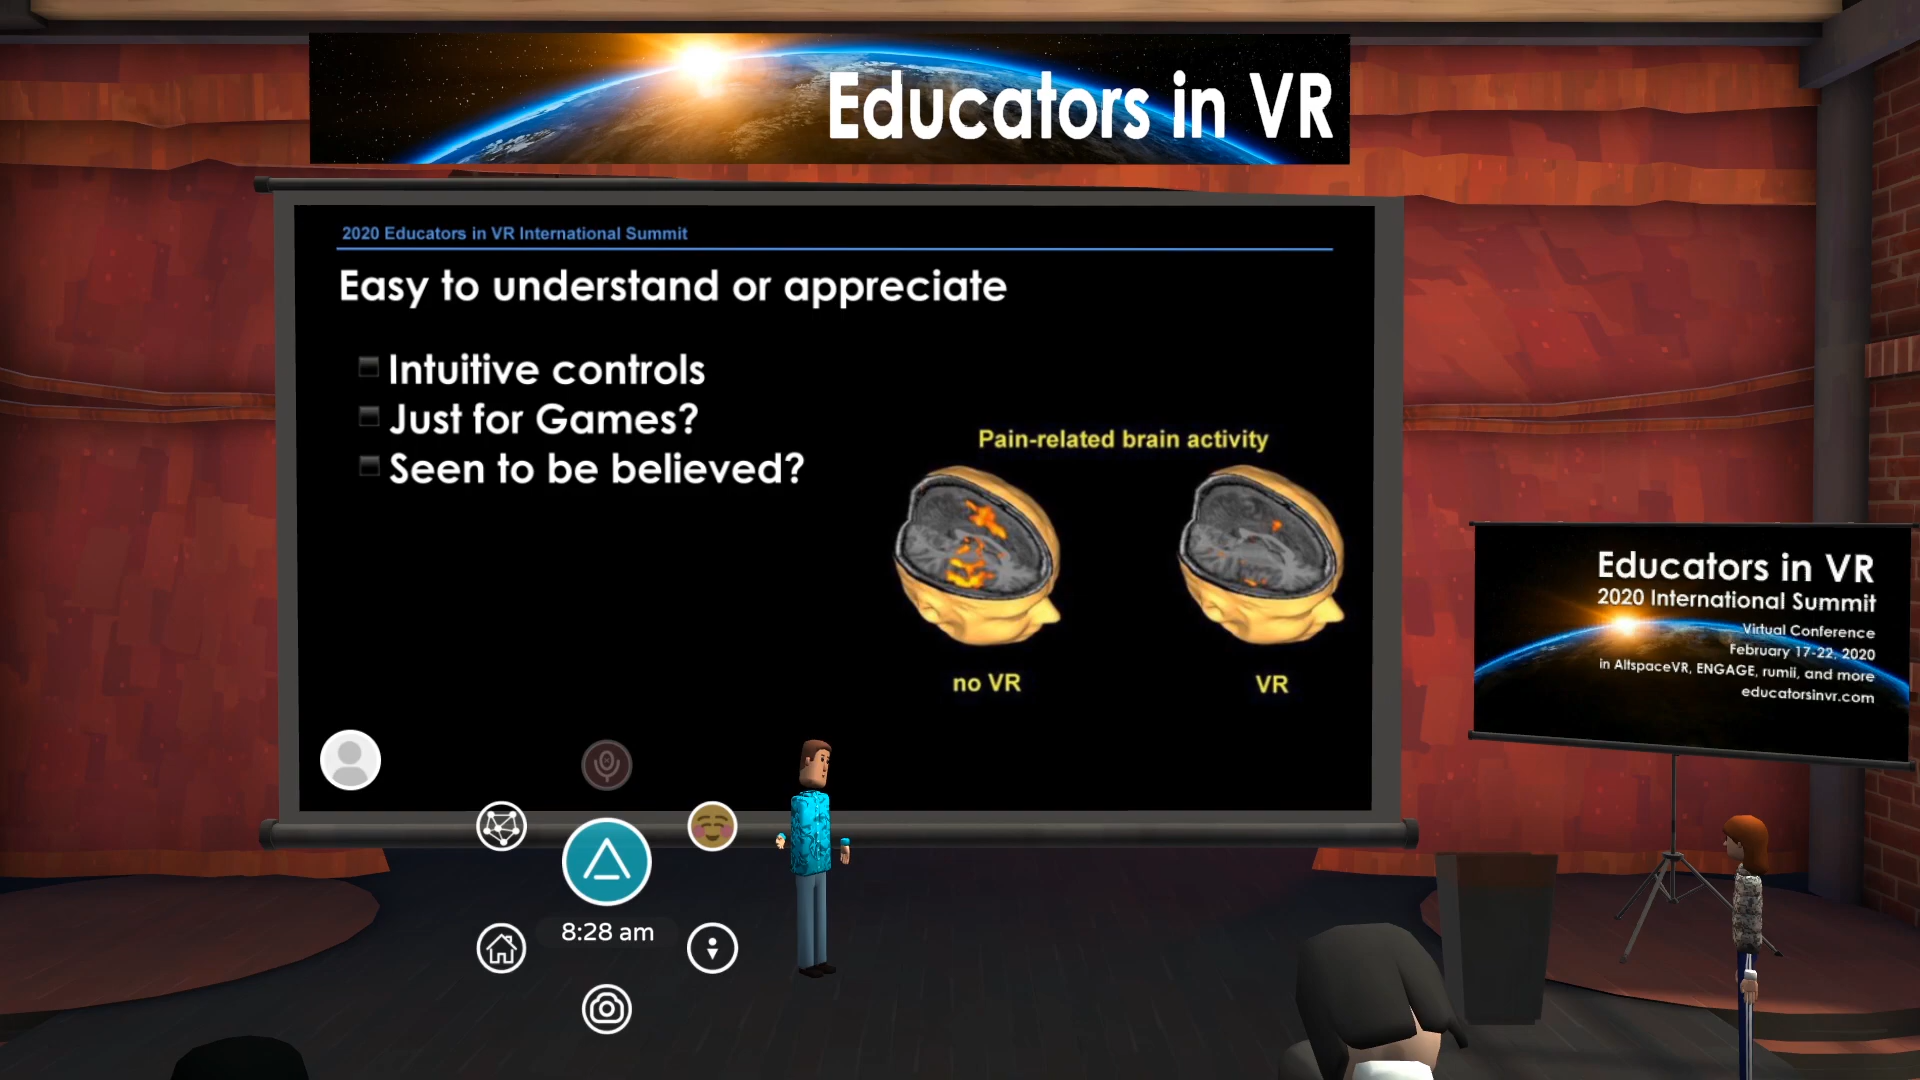 Educators in VR
2020 Educators in VR International Summit
Easy to understand or appreciate
Intuitive controls
Just for Games?
Seen to be believed?
Pain-related brain activity
no VR
VR
8:28 am
Educators in VR
2020 International Summit
Virtual Conference
February 17-22, 2020
in AltspaceVR, ENGAGE, rumii, and more
educatorsinvr.com